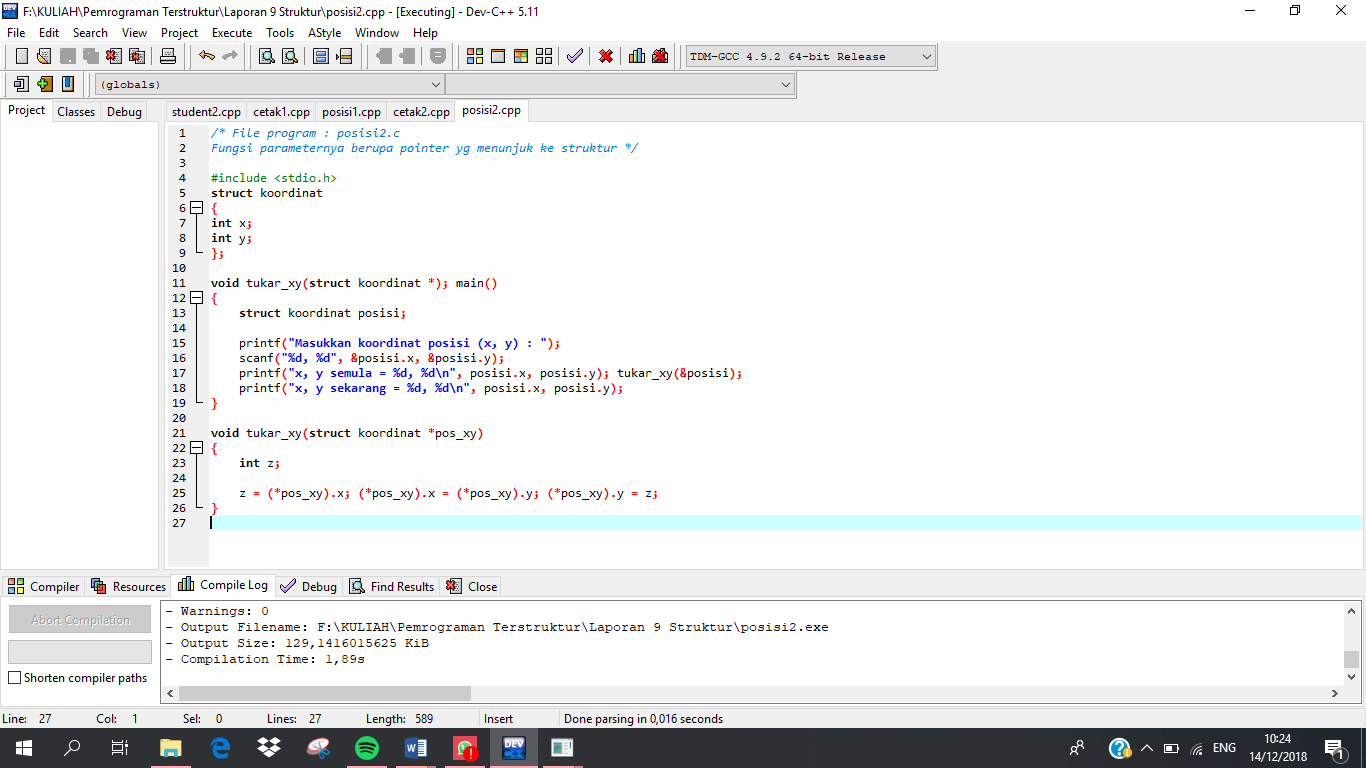 F:\KULIAH\Pemrograman Terstruktur\Laporan 9 Struktur\posisi2.cpp - [Executing] - Dev-C++ 5.11
File Edit Search View Project Execute Tools AStyle Window Help
TDM-GCC 4.9.2 64-bit Release
(globals)
Project Classes Debug
student2.cpp cetak1.cpp posisi1.cpp cetak2.cpp posisi2.cpp
1 /* File program : posisi2.c
2 Fungsi parameternya berupa pointer yg menunjuk ke struktur */
3
4 #include <stdio.h>
5 struct koordinat
6 {
7 int x;
8 int y;
9 };
10
11 void tukar_xy(struct koordinat *); main()
12 {
13 struct koordinat posisi;
14
15 printf("Masukkan koordinat posisi (x, y) : ");
16 scanf("%d, %d", &posisi.x, &posisi.y);
17 printf("x, y semula = %d, %d\n", posisi.x, posisi.y); tukar_xy(&posisi);
18 printf("x, y sekarang = %d, %d\n", posisi.x, posisi.y);
19 }
20
21 void tukar_xy(struct koordinat *pos_xy)
22 {
23 int z;
24
25 z = (*pos_xy).x; (*pos_xy).x = (*pos_xy).y; (*pos_xy).y = z;
26 }
27
Compiler Resources Compile Log Debug Find Results Close
Abort Compilation
Shorten compiler paths
- Warnings: 0
- Output Filename: F:\KULIAH\Pemrograman Terstruktur\Laporan 9 Struktur\posisi2.exe
- Output Size: 129,1416015625 KiB
- Compilation Time: 1,89s
Line: 27 Col: 1 Sel: 0 Lines: 27 Length: 589 Insert Done parsing in 0,016 seconds
DEV
ENG
10:24
14/12/2018
1